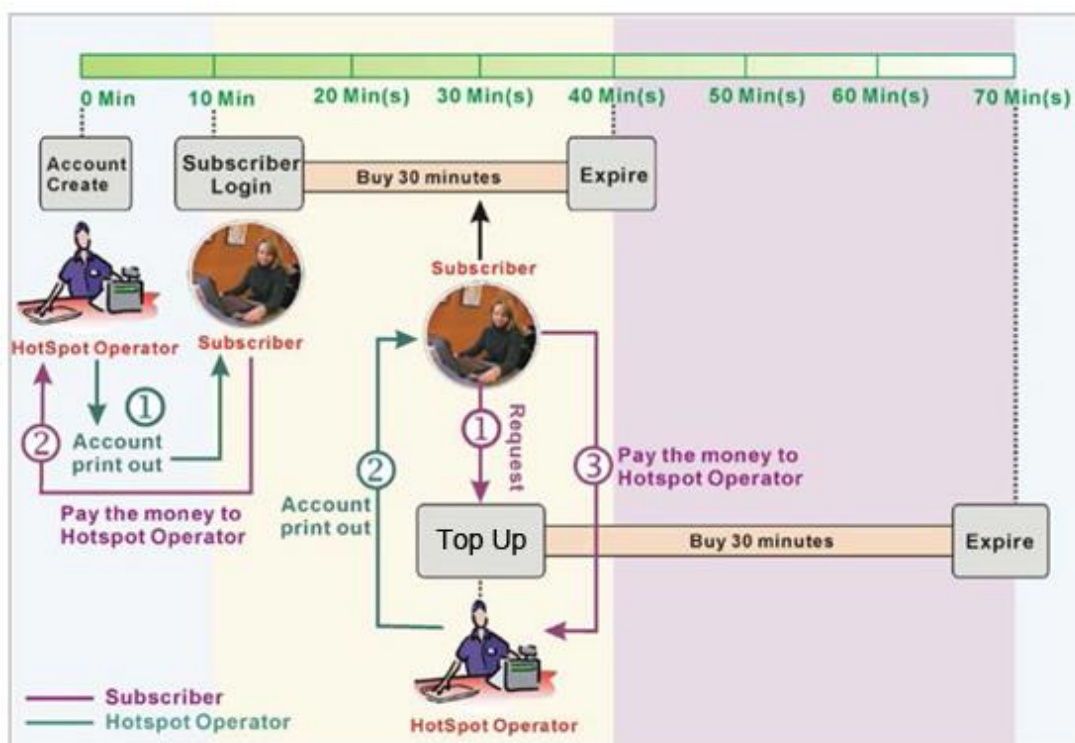 0 Min
10 Min
20 Min(s)
30 Min(s)
40 Min(s)
50 Min(s)
60 Min(s)
70 Min(s)
Account
Create
Subscriber
Login
Buy 30 minutes
Expire
Subscriber
HotSpot Operator
Subscriber
①
②
Account
print out
Pay the money to
Hotspot Operator
①
Request
②
Account
print out
③
Pay the money to
Hotspot Operator
Top Up
Buy 30 minutes
Expire
HotSpot Operator
Subscriber
Hotspot Operator